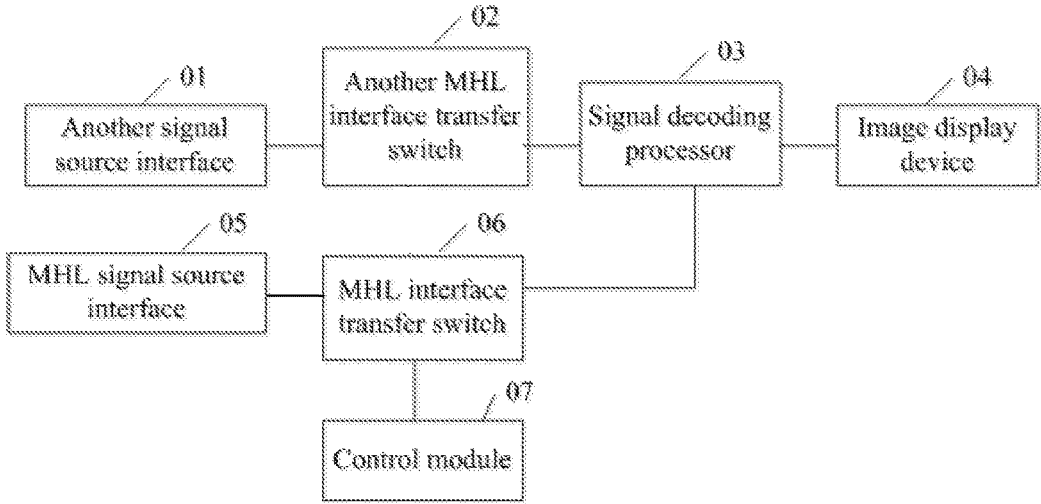 01
Another signal
source interface
02
Another MHL
interface transfer
switch
03
Signal decoding
processor
04
Image display
device
05
MHL signal source
interface
06
MHL interface
transfer switch
07
Control module